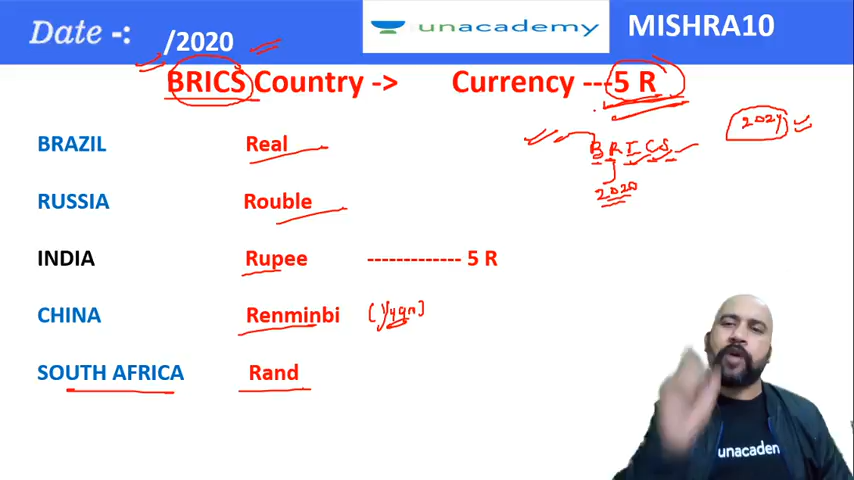 Date -:
/2020
unacademy
MISHRA10
BRICS Country -> Currency ---5 R
2024
BRICS
2020
BRAZIL Real
RUSSIA Rouble
INDIA Rupee ------------- 5 R
CHINA Renminbi (Yuan)
SOUTH AFRICA Rand
unacadem